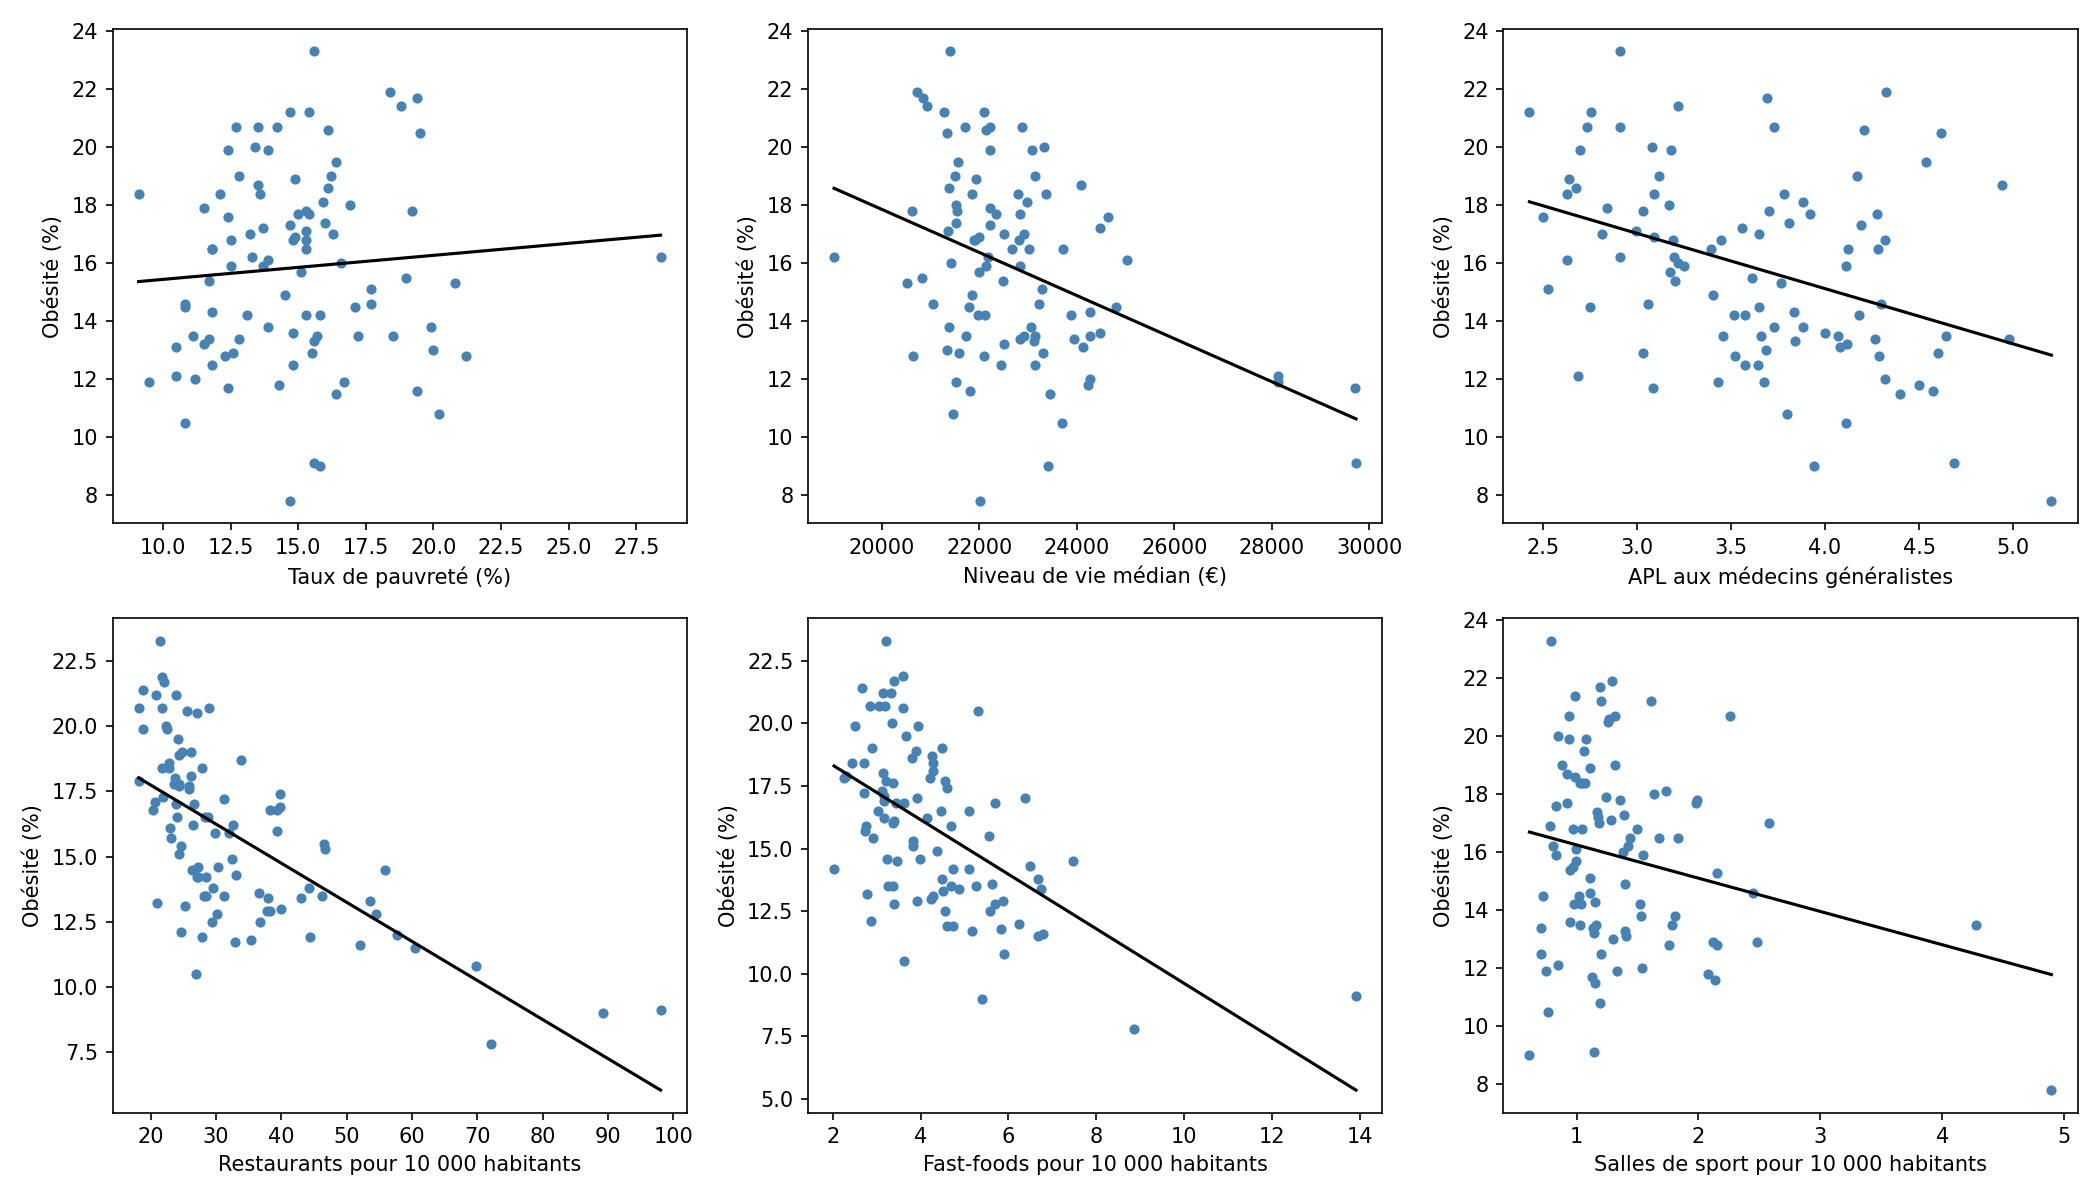 24
22
20
18
16
14
12
10
8
Obésité (%)
10.0 12.5 15.0 17.5 20.0 22.5 25.0 27.5
Taux de pauvreté (%)
24
22
20
18
16
14
12
10
8
Obésité (%)
20000 22000 24000 26000 28000 30000
Niveau de vie médian (€)
24
22
20
18
16
14
12
10
8
Obésité (%)
2.5 3.0 3.5 4.0 4.5 5.0
APL aux médecins généralistes
22.5
20.0
17.5
15.0
12.5
10.0
7.5
Obésité (%)
20 30 40 50 60 70 80 90 100
Restaurants pour 10 000 habitants
22.5
20.0
17.5
15.0
12.5
10.0
7.5
5.0
Obésité (%)
2 4 6 8 10 12 14
Fast-foods pour 10 000 habitants
24
22
20
18
16
14
12
10
8
Obésité (%)
1 2 3 4 5
Salles de sport pour 10 000 habitants